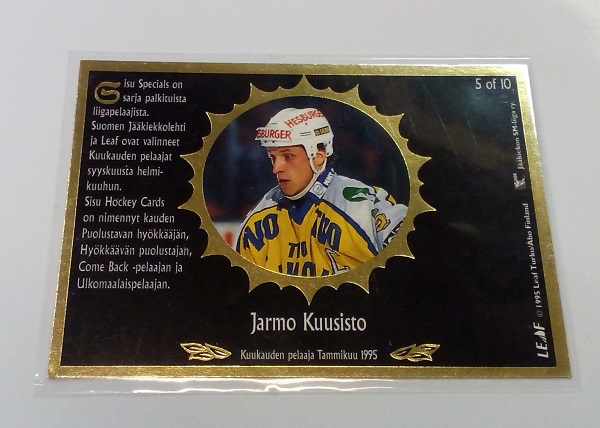 Sisu Specials on
sarja palkituista
liigapelaajista.
Suomen Jääkiekkolehti
ja Leaf ovat valinneet
Kuukauden pelaajat
syyskuusta helmi-
kuuhun.
Sisu Hockey Cards
on nimennyt kauden
Puolustavan hyökkääjän,
Hyökkäävän puolustajan,
Come Back -pelaajan ja
Ulkomaalaispelaajan.
HESBURGER
HESBURGER
Jarmo Kuusisto
Kuukauden pelaaja Tammikuu 1995
5 of 10
Jääkiekon SM-liiga ry
LEAF © 1995 Leaf Turku/Åbo Finland